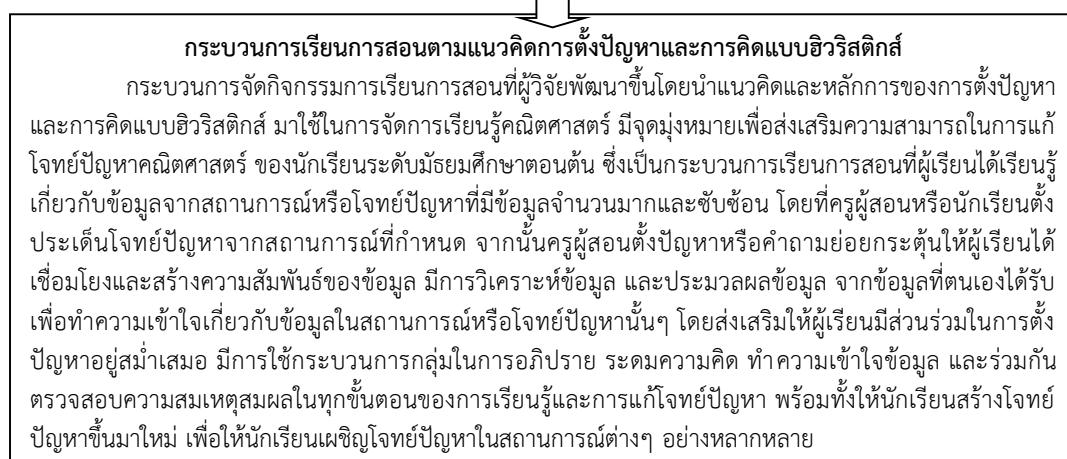 กระบวนการเรียนการสอนตามแนวคิดการตั้งปัญหาและการคิดแบบฮิวริสติกส์
กระบวนการจัดกิจกรรมการเรียนการสอนที่ผู้วิจัยพัฒนาขึ้นโดยนำแนวคิดและหลักการของการตั้งปัญหา
และการคิดแบบฮิวริสติกส์ มาใช้ในการจัดการเรียนรู้คณิตศาสตร์ มีจุดมุ่งหมายเพื่อส่งเสริมความสามารถในการแก้
โจทย์ปัญหาคณิตศาสตร์ ของนักเรียนระดับมัธยมศึกษาตอนต้น ซึ่งเป็นกระบวนการเรียนการสอนที่ผู้เรียนได้เรียนรู้
เกี่ยวกับข้อมูลจากสถานการณ์หรือโจทย์ปัญหาที่มีข้อมูลจำนวนมากและซับซ้อน โดยที่ครูผู้สอนหรือนักเรียนตั้ง
ประเด็นโจทย์ปัญหาจากสถานการณ์ที่กำหนด จากนั้นครูผู้สอนตั้งปัญหาหรือคำถามย่อยกระตุ้นให้ผู้เรียนได้
เชื่อมโยงและสร้างความสัมพันธ์ของข้อมูล มีการวิเคราะห์ข้อมูล และประมวลผลข้อมูล จากข้อมูลที่ตนเองได้รับ
เพื่อทำความเข้าใจเกี่ยวกับข้อมูลในสถานการณ์หรือโจทย์ปัญหานั้นๆ โดยส่งเสริมให้ผู้เรียนมีส่วนร่วมในการตั้ง
ปัญหาอยู่สม่ำเสมอ มีการใช้กระบวนการกลุ่มในการอภิปราย ระดมความคิด ทำความเข้าใจข้อมูล และร่วมกัน
ตรวจสอบความสมเหตุสมผลในทุกขั้นตอนของการเรียนรู้และการแก้โจทย์ปัญหา พร้อมทั้งให้นักเรียนสร้างโจทย์
ปัญหาขึ้นมาใหม่ เพื่อให้นักเรียนเผชิญโจทย์ปัญหาในสถานการณ์ต่างๆ อย่างหลากหลาย